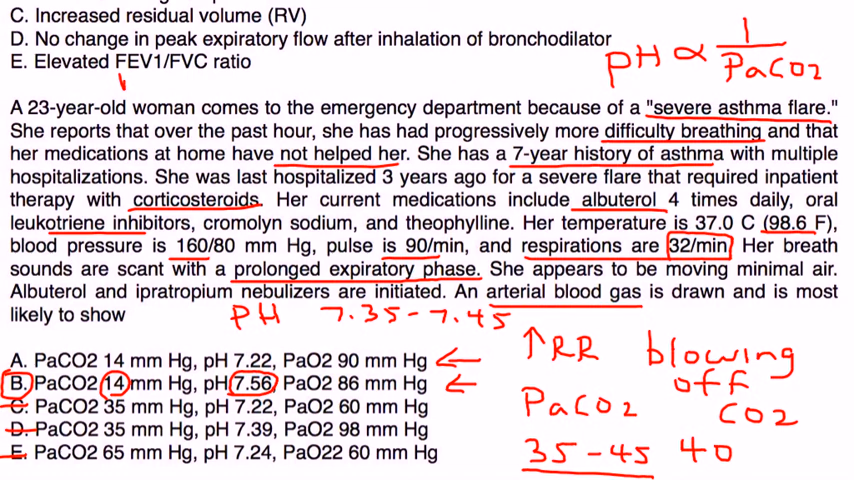 C. Increased residual volume (RV)
D. No change in peak expiratory flow after inhalation of bronchodilator
E. Elevated FEV1/FVC ratio
pH ∝ 1/PaCO2
A 23-year-old woman comes to the emergency department because of a "severe asthma flare."
She reports that over the past hour, she has had progressively more difficulty breathing and that
her medications at home have not helped her. She has a 7-year history of asthma with multiple
hospitalizations. She was last hospitalized 3 years ago for a severe flare that required inpatient
therapy with corticosteroids. Her current medications include albuterol 4 times daily, oral
leukotriene inhibitors, cromolyn sodium, and theophylline. Her temperature is 37.0 C (98.6 F),
blood pressure is 160/80 mm Hg, pulse is 90/min, and respirations are 32/min Her breath
sounds are scant with a prolonged expiratory phase. She appears to be moving minimal air.
Albuterol and ipratropium nebulizers are initiated. An arterial blood gas is drawn and is most
likely to show
PH 7.35-7.45
A. PaCO2 14 mm Hg, pH 7.22, PaO2 90 mm Hg
B. PaCO2 14 mm Hg, pH 7.56, PaO2 86 mm Hg
C. PaCO2 35 mm Hg, pH 7.22, PaO2 60 mm Hg
D. PaCO2 35 mm Hg, pH 7.39, PaO2 98 mm Hg
E. PaCO2 65 mm Hg, pH 7.24, PaO22 60 mm Hg
↑RR blowing
off
PaCO2 CO2
35-45 40